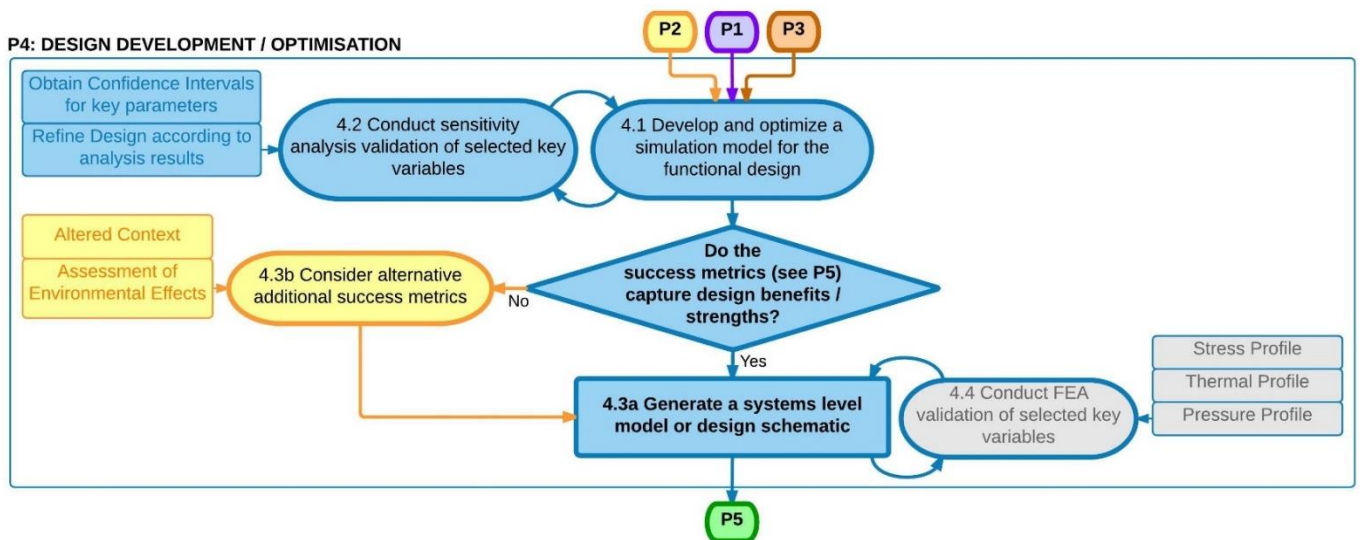 P2
P1
P3
P4: DESIGN DEVELOPMENT / OPTIMISATION
Obtain Confidence Intervals
for key parameters
Refine Design according to
analysis results
4.2 Conduct sensitivity
analysis validation of selected key
variables
4.1 Develop and optimize a
simulation model for the
functional design
Altered Context
Assessment of
Environmental Effects
4.3b Consider alternative
additional success metrics
No
Do the
success metrics (see P5)
capture design benefits /
strengths?
Yes
4.3a Generate a systems level
model or design schematic
4.4 Conduct FEA
validation of selected key
variables
Stress Profile
Thermal Profile
Pressure Profile
P5